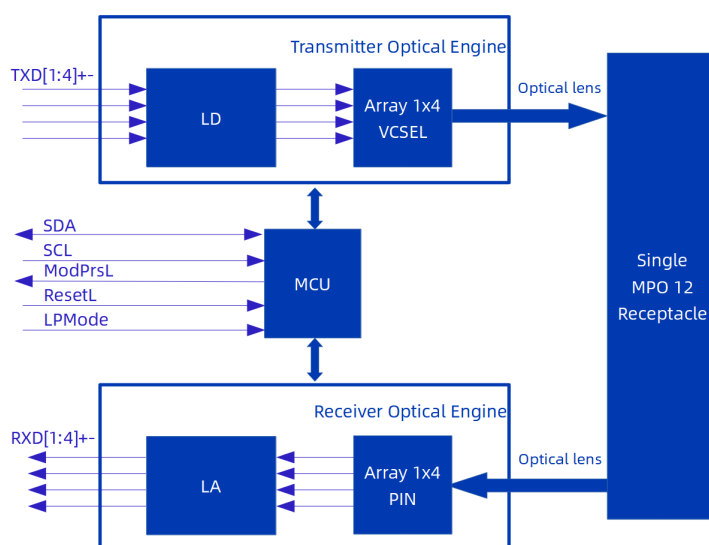 Transmitter Optical Engine
TXD[1:4]+-
LD
Array 1x4
VCSEL
Optical lens
SDA
SCL
ModPrsL
ResetL
LPMode
MCU
Single
MPO 12
Receptacle
Receiver Optical Engine
RXD[1:4]+-
LA
Array 1x4
PIN
Optical lens